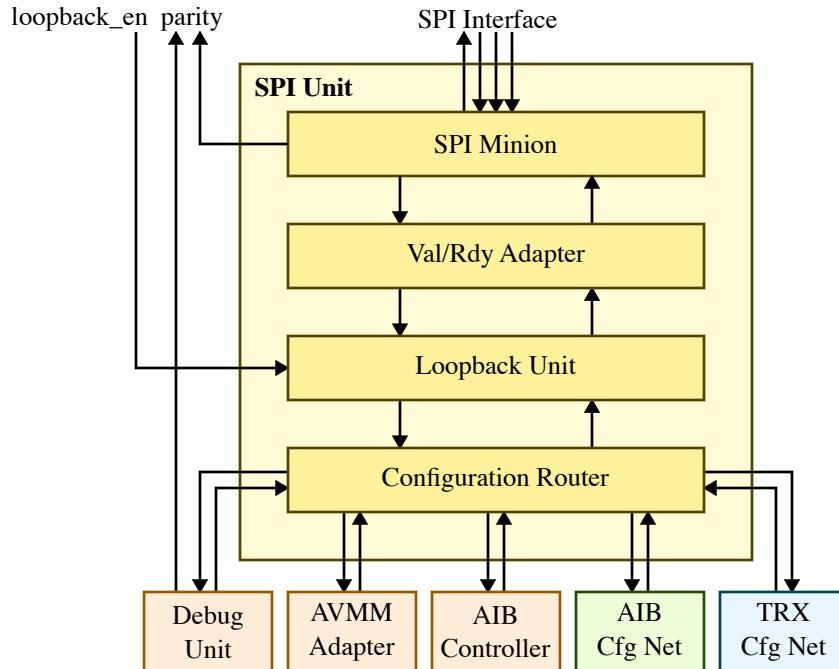 loopback_en parity SPI Interface
SPI Unit
SPI Minion
Val/Rdy Adapter
Loopback Unit
Configuration Router
Debug
Unit
AVMM
Adapter
AIB
Controller
AIB
Cfg Net
TRX
Cfg Net